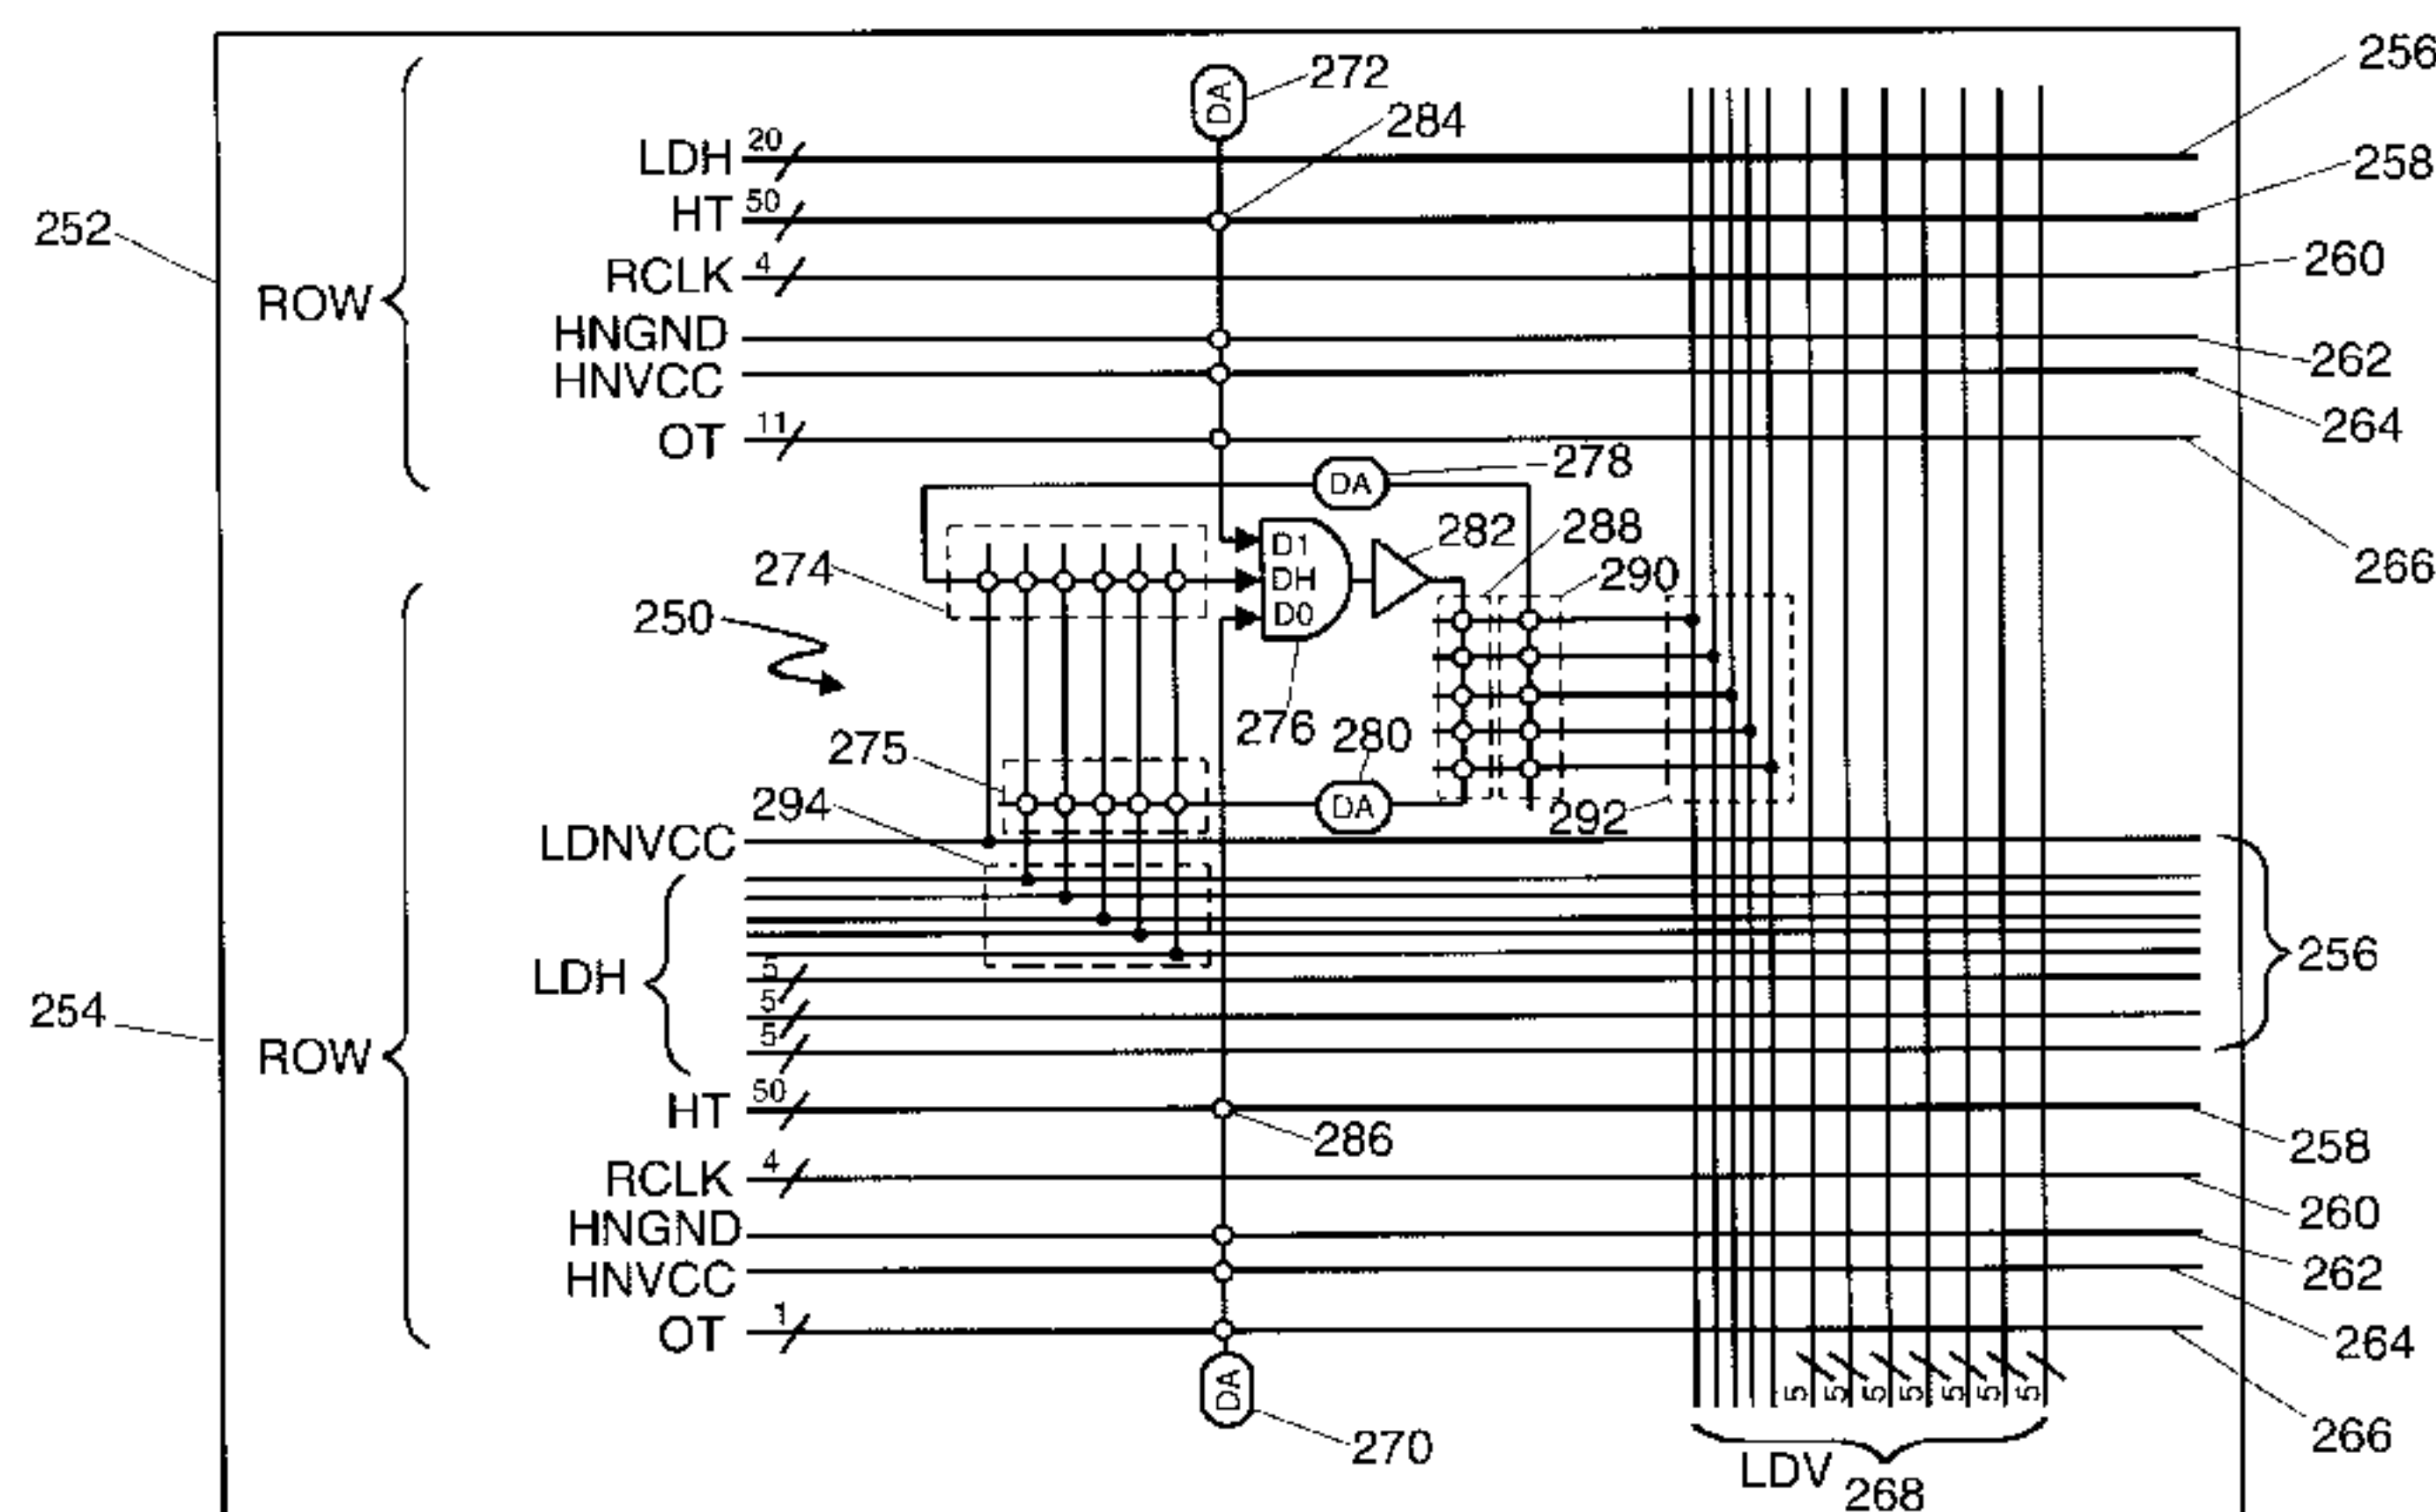 256
DA
272
284
LDH 20
258
HT 50
252
RCLK 4
260
ROW
HNGND
262
HNVCC
264
OT 11
278
DA
266
282
288
D1
274
DH
290
D0
250
276
280
275
DA
292
294
LDNVCC
LDH
256
5
5
5
254
ROW
HT 50
286
258
RCLK 4
260
HNGND
262
HNVCC
264
OT 1
DA
5 5 5 5 5 5 5
266
270
LDV
268